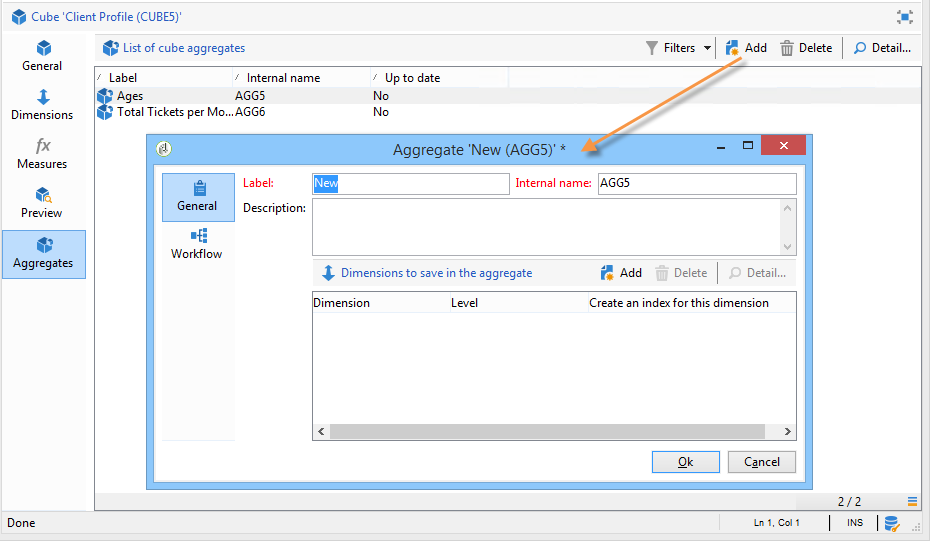 Cube 'Client Profile (CUBE5)'
General
Dimensions
fx
Measures
Preview
Aggregates
List of cube aggregates Filters Add Delete Detail...
Label Internal name Up to date
Ages AGG5 No
Total Tickets per Mo... AGG6 No
Aggregate 'New (AGG5)' *
General
Workflow
Label: New Internal name: AGG5
Description:
Dimensions to save in the aggregate Add Delete Detail...
Dimension Level Create an index for this dimension
Ok Cancel
2 / 2
Done Ln 1, Col 1 INS